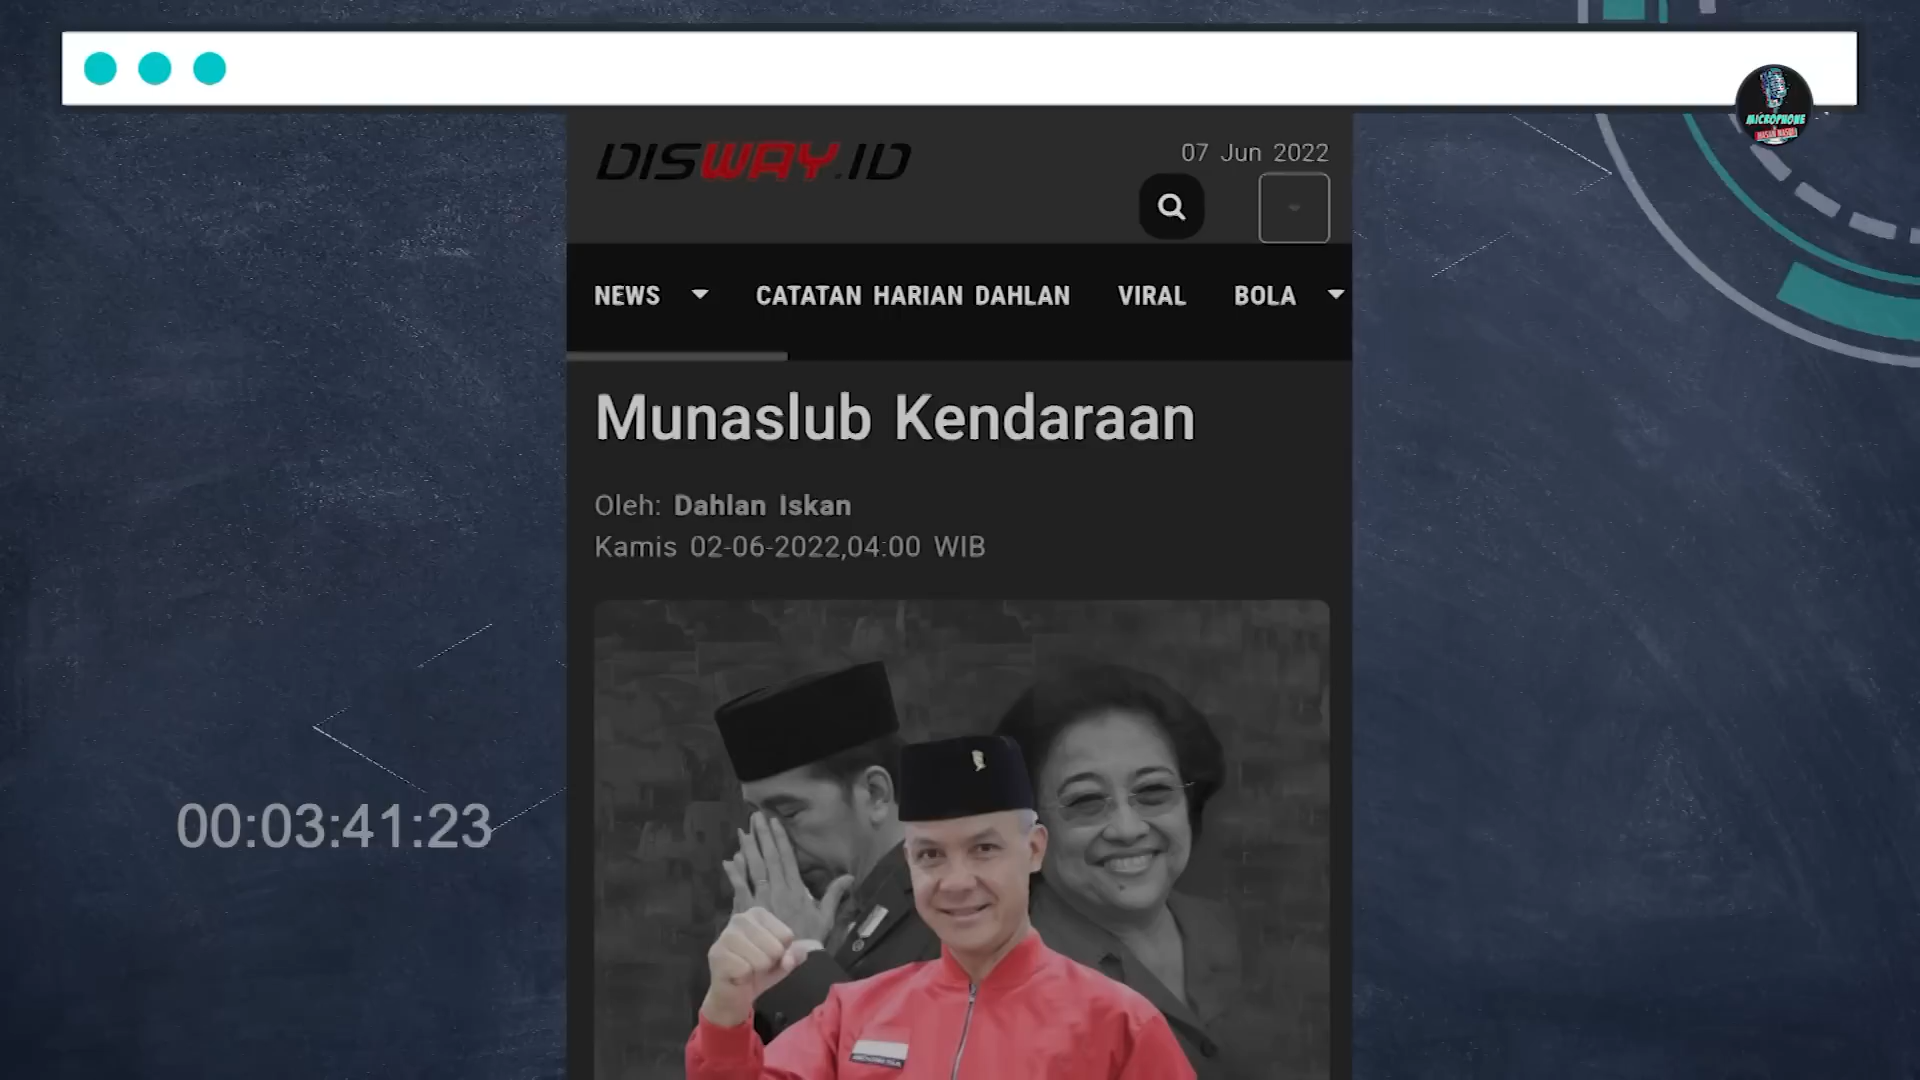 MICROPHONE
DISWAY.ID
07 Jun 2022
NEWS CATATAN HARIAN DAHLAN VIRAL BOLA
Munaslub Kendaraan
Oleh: Dahlan Iskan
Kamis 02-06-2022,04:00 WIB
00:03:41:23